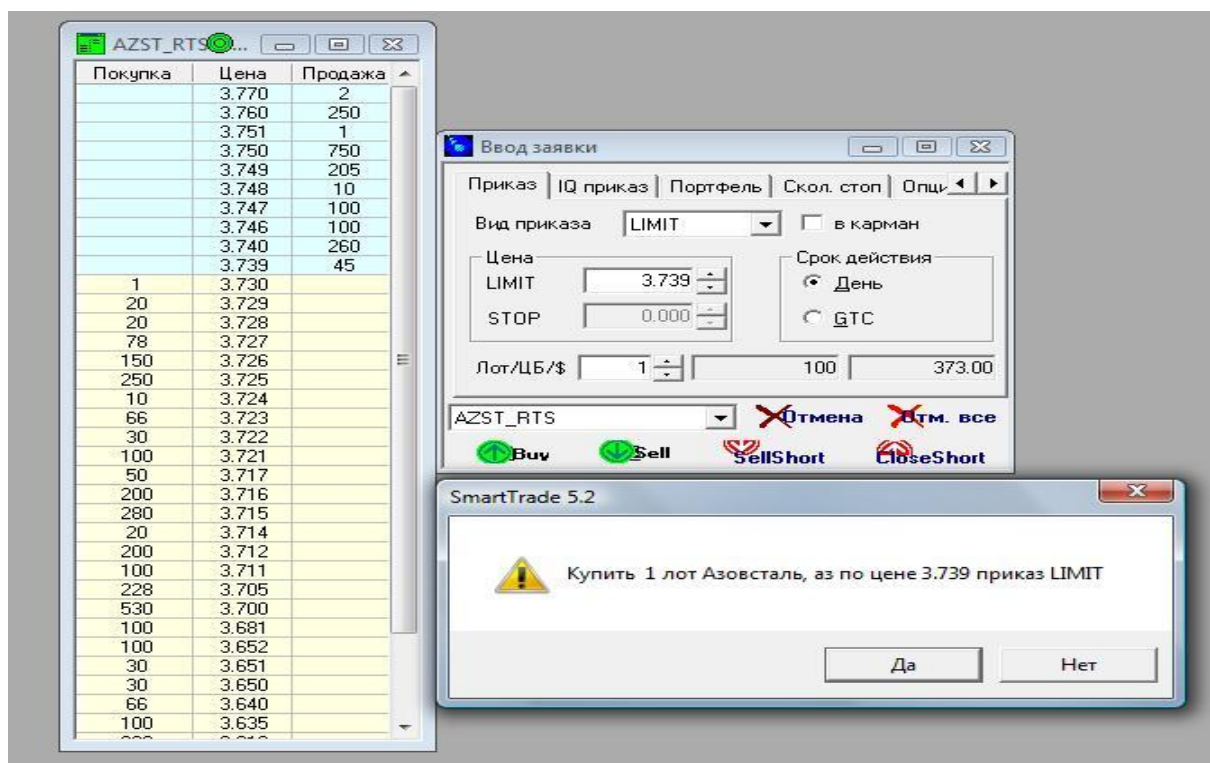 AZST_RTS...
Покупка Цена Продажа
3.770 2
3.760 250
3.751 1
3.750 750
3.749 205
3.748 10
3.747 100
3.746 100
3.740 260
3.739 45
1 3.730
20 3.729
20 3.728
78 3.727
150 3.726
250 3.725
10 3.724
66 3.723
30 3.722
100 3.721
50 3.717
200 3.716
280 3.715
20 3.714
200 3.712
100 3.711
228 3.705
530 3.700
100 3.681
100 3.652
30 3.651
30 3.650
66 3.640
100 3.635
Ввод заявки
Приказ IQ приказ Портфель Скол. стоп Опци
Вид приказа LIMIT в карман
Цена Срок действия
LIMIT 3.739 День
STOP 0.000 GTC
Лот/ЦБ/$ 1 100 373.00
AZST_RTS Отмена Отм. все
Buy Sell SellShort CloseShort
SmartTrade 5.2
Купить 1 лот Азовсталь, аз по цене 3.739 приказ LIMIT
Да Нет